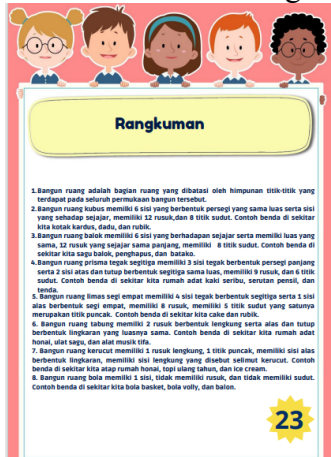 Rangkuman
1.Bangun ruang adalah bagian ruang yang dibatasi oleh himpunan titik-titik yang
terdapat pada seluruh permukaan bangun tersebut.
2.Bangun ruang kubus memiliki 6 sisi yang berbentuk persegi yang sama luas serta sisi
yang sehadap sejajar, memiliki 12 rusuk,dan 8 titik sudut. Contoh benda di sekitar
kita kotak kardus, dadu, dan rubik.
3.Bangun ruang balok memiliki 6 sisi yang berhadapan sejajar serta memilki luas yang
sama, 12 rusuk yang sejajar sama panjang, memiliki 8 titik sudut. Contoh benda di
sekitar kita sagu balok, penghapus, dan batako.
4.Bangun ruang prisma tegak segitiga memiliki 3 sisi tegak berbentuk persegi panjang
serta 2 sisi atas dan tutup berbentuk segitiga sama luas, memiliki 9 rusuk, dan 6 titik
sudut. Contoh benda di sekitar kita rumah adat kaki seribu, serutan pensil, dan
tenda.
5. Bangun ruang limas segi empat memiliki 4 sisi tegak berbentuk segitiga serta 1 sisi
alas berbentuk segi empat, memiliki 8 rusuk, memiliki 5 titik sudut yang satunya
merupakan titik puncak. Contoh benda di sekitar kita cake dan rubik.
6. Bangun ruang tabung memilki 2 rusuk berbentuk lengkung serta alas dan tutup
berbentuk lingkaran yang luasnya sama. Contoh benda di sekitar kita rumah adat
honai, ulat sagu, dan alat musik tifa.
7. Bangun ruang kerucut memiliki 1 rusuk lengkung, 1 titik puncak, memiliki sisi alas
berbentuk lingkaran, memiliki sisi lengkung yang disebut selimut kerucut. Contoh
benda di sekitar kita atap rumah honai, topi ulang tahun, dan ice cream.
8. Bangun ruang bola memilki 1 sisi, tidak memiliki rusuk, dan tidak memiliki sudut.
Contoh benda di sekitar kita bola basket, bola volly, dan balon.
23